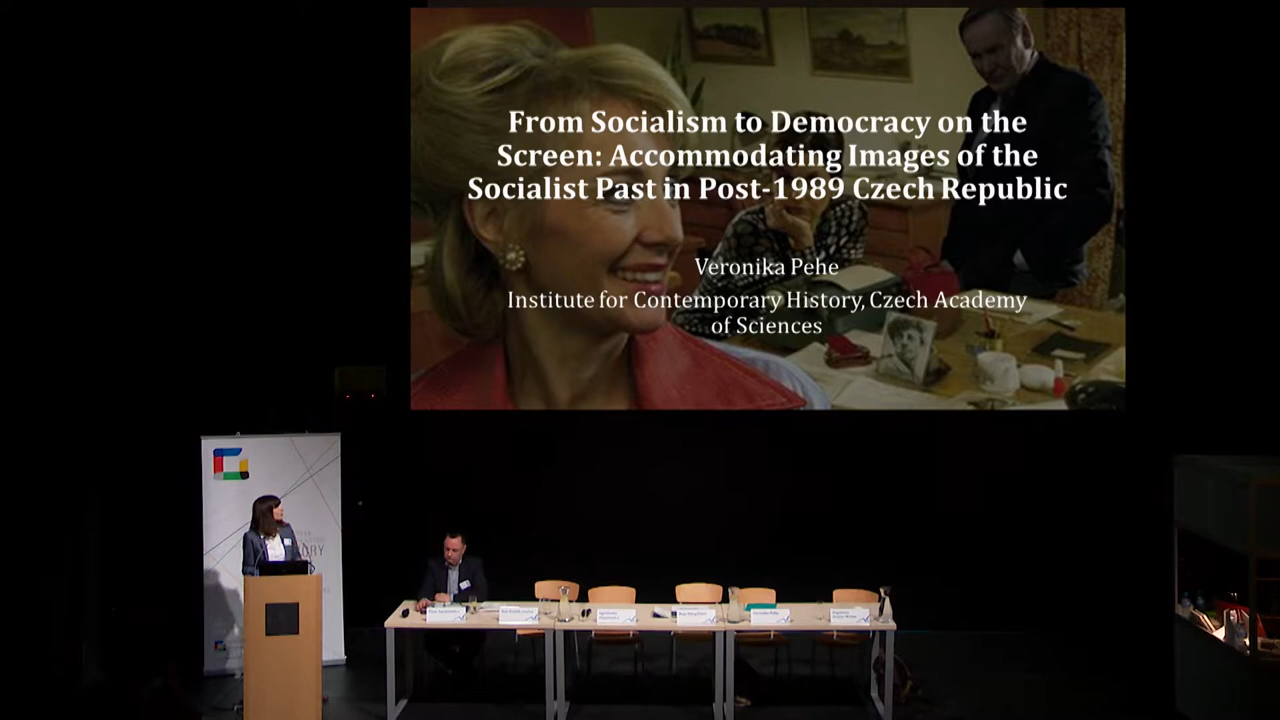 From Socialism to Democracy on the
Screen: Accommodating Images of the
Socialist Past in Post-1989 Czech Republic
Veronika Pehe
Institute for Contemporary History, Czech Academy
of Sciences